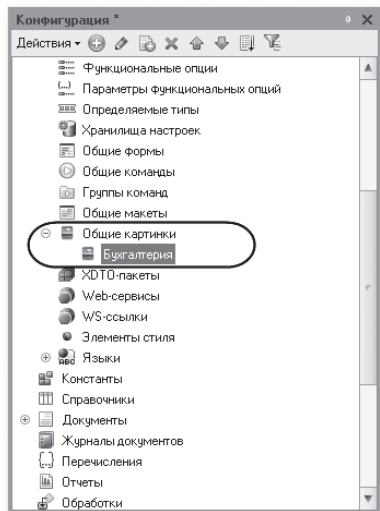 Конфигурация *
Действия
Функциональные опции
Параметры функциональных опций
Определяемые типы
Хранилища настроек
Общие формы
Общие команды
Группы команд
Общие макеты
Общие картинки
Бухгалтерия
XDTO-пакеты
Web-сервисы
WS-ссылки
Элементы стиля
Языки
Константы
Справочники
Документы
Журналы документов
Перечисления
Отчеты
Обработки